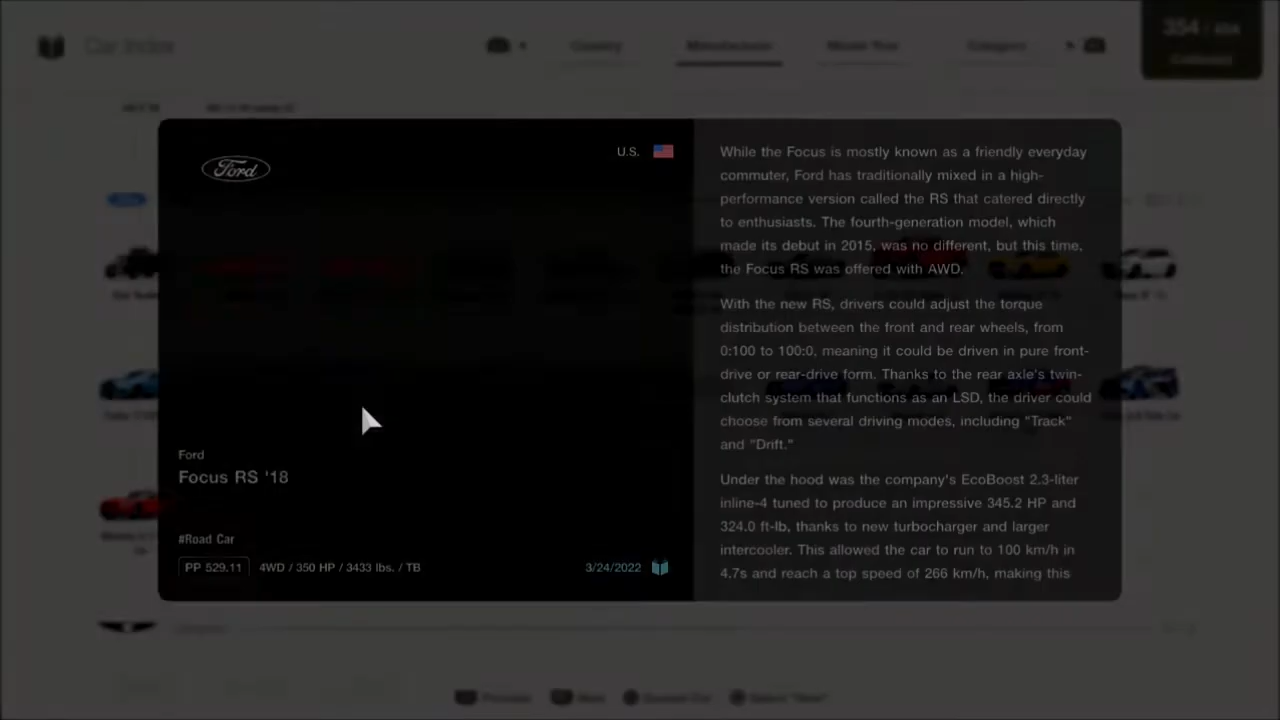 Car Index
Country
Manufacturer
Model Year
Category
354 /
Ford
U.S.
Ford
Focus RS '18
#Road Car
PP 529.11
4WD / 350 HP / 3433 lbs. / TB
3/24/2022
While the Focus is mostly known as a friendly everyday
commuter, Ford has traditionally mixed in a high-
performance version called the RS that catered directly
to enthusiasts. The fourth-generation model, which
made its debut in 2015, was no different, but this time,
the Focus RS was offered with AWD.
With the new RS, drivers could adjust the torque
distribution between the front and rear wheels, from
0:100 to 100:0, meaning it could be driven in pure front-
drive or rear-drive form. Thanks to the rear axle's twin-
clutch system that functions as an LSD, the driver could
choose from several driving modes, including "Track"
and "Drift."
Under the hood was the company's EcoBoost 2.3-liter
inline-4 tuned to produce an impressive 345.2 HP and
324.0 ft-lb, thanks to new turbocharger and larger
intercooler. This allowed the car to run to 100 km/h in
4.7s and reach a top speed of 266 km/h, making this